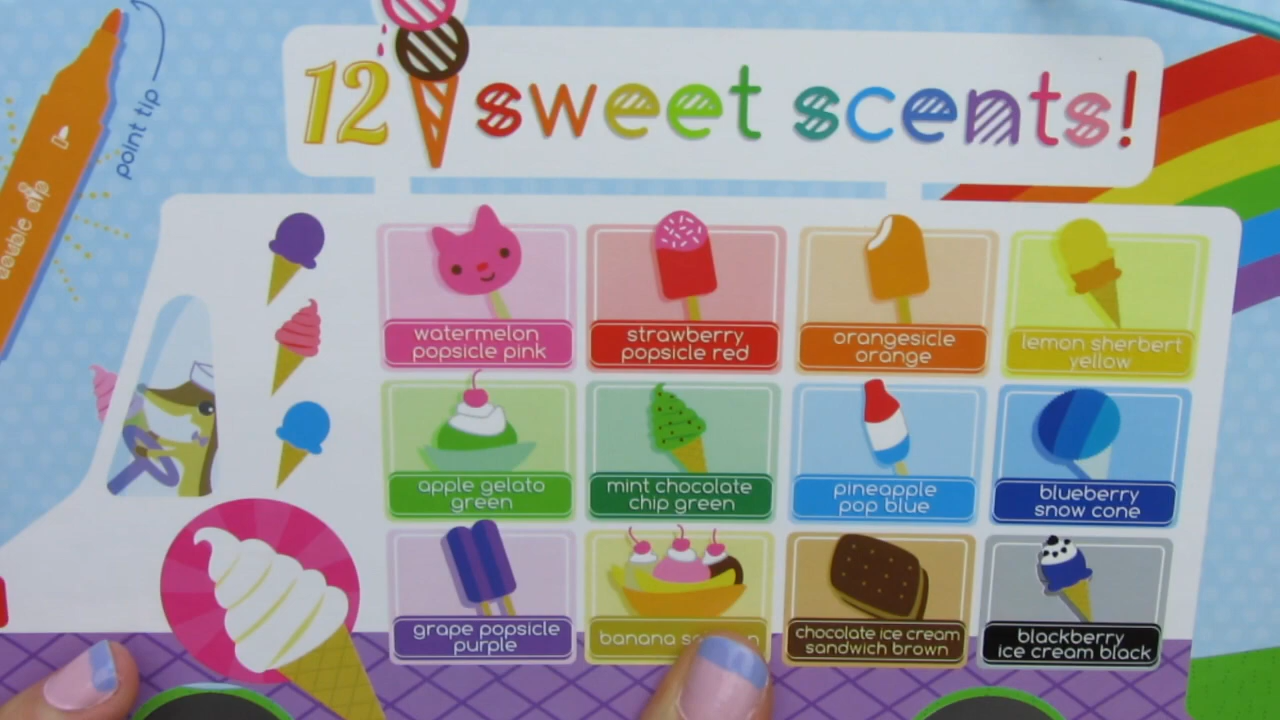 12 sweet scents!
point tip
double dip
watermelon
popsicle pink
strawberry
popsicle red
orangesicle
orange
lemon sherbert
yellow
apple gelato
green
mint chocolate
chip green
pineapple
pop blue
blueberry
snow cone
grape popsicle
purple
banana
chocolate ice cream
sandwich brown
blackberry
ice cream black